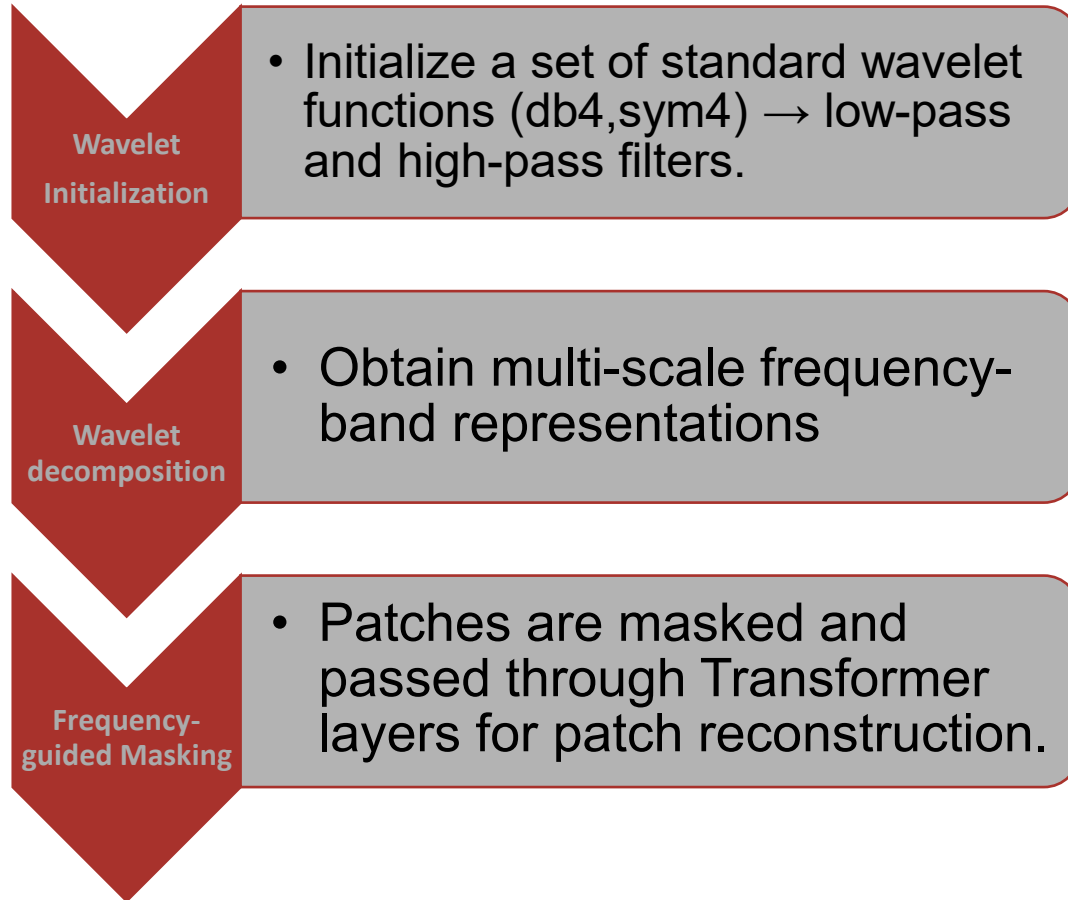 Wavelet
Initialization
• Initialize a set of standard wavelet
functions (db4,sym4) → low-pass
and high-pass filters.
Wavelet
decomposition
• Obtain multi-scale frequency-
band representations
Frequency-
guided Masking
• Patches are masked and
passed through Transformer
layers for patch reconstruction.